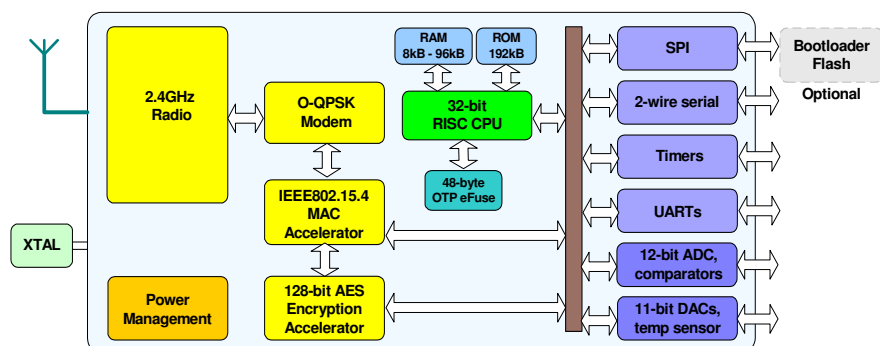 RAM
8kB - 96kB
ROM
192kB
SPI
Bootloader
Flash
Optional
2.4GHz
Radio
O-QPSK
Modem
32-bit
RISC CPU
2-wire serial
Timers
48-byte
OTP eFuse
IEEE802.15.4
MAC
Accelerator
UARTs
XTAL
12-bit ADC,
comparators
Power
Management
128-bit AES
Encryption
Accelerator
11-bit DACs,
temp sensor